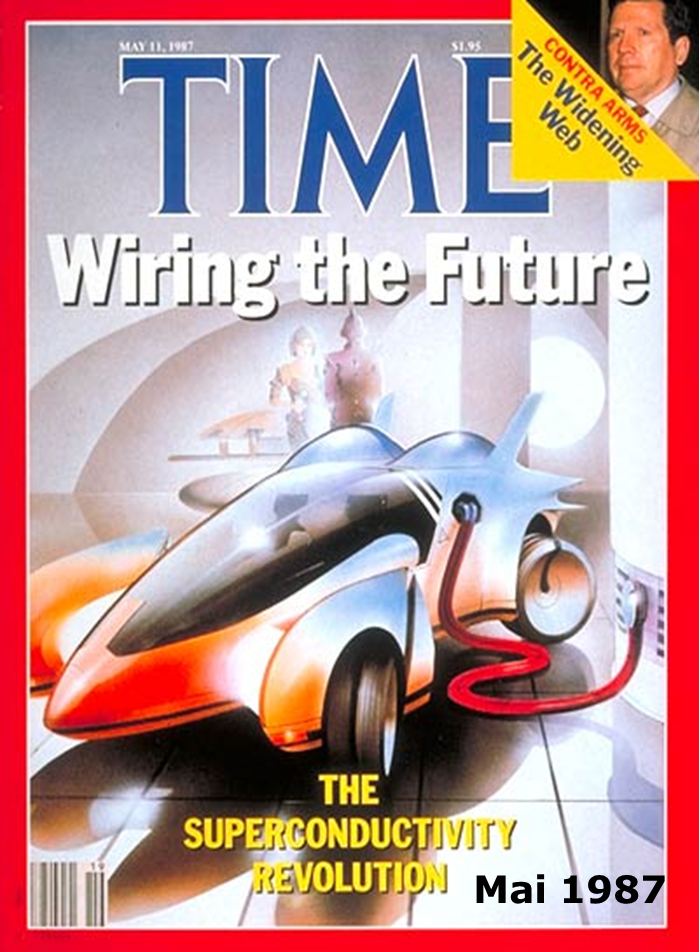 MAY 11, 1987
$1.95
TIME
CONTRA ARMS
The Widening
Web
Wiring the Future
THE
SUPERCONDUCTIVITY
REVOLUTION
19
Mai 1987